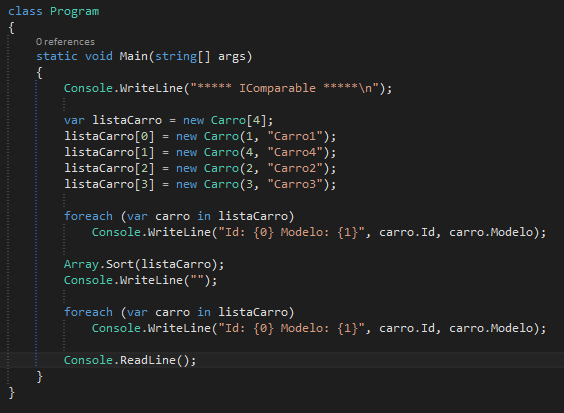 class Program
{
0 references
static void Main(string[] args)
{
Console.WriteLine("***** IComparable *****\n");
var listaCarro = new Carro[4];
listaCarro[0] = new Carro(1, "Carro1");
listaCarro[1] = new Carro(4, "Carro4");
listaCarro[2] = new Carro(2, "Carro2");
listaCarro[3] = new Carro(3, "Carro3");
foreach (var carro in listaCarro)
Console.WriteLine("Id: {0} Modelo: {1}", carro.Id, carro.Modelo);
Array.Sort(listaCarro);
Console.WriteLine("");
foreach (var carro in listaCarro)
Console.WriteLine("Id: {0} Modelo: {1}", carro.Id, carro.Modelo);
Console.ReadLine();
}
}